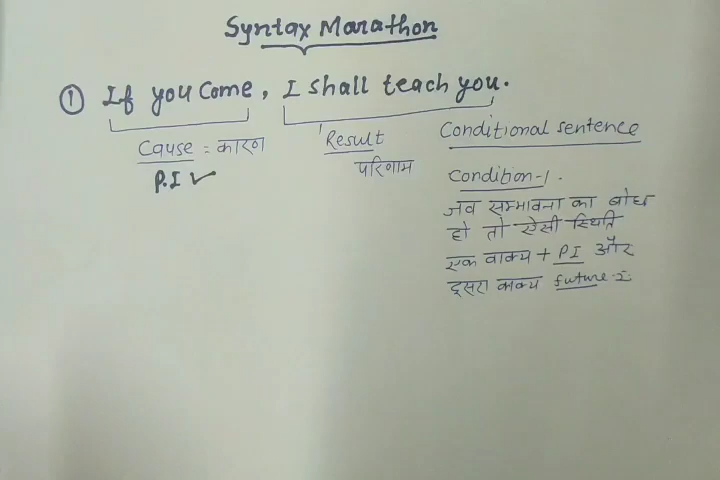 Syntax Marathon
① If you Come, I shall teach you.
Cause = कारण
P.I ✓
Result
परिणाम
Conditional sentence
Condition-1.
जब सम्भावना का बोध
हो तो ऐसी स्थिति
एक वाक्य + PI और
दूसरा वाक्य future-I.